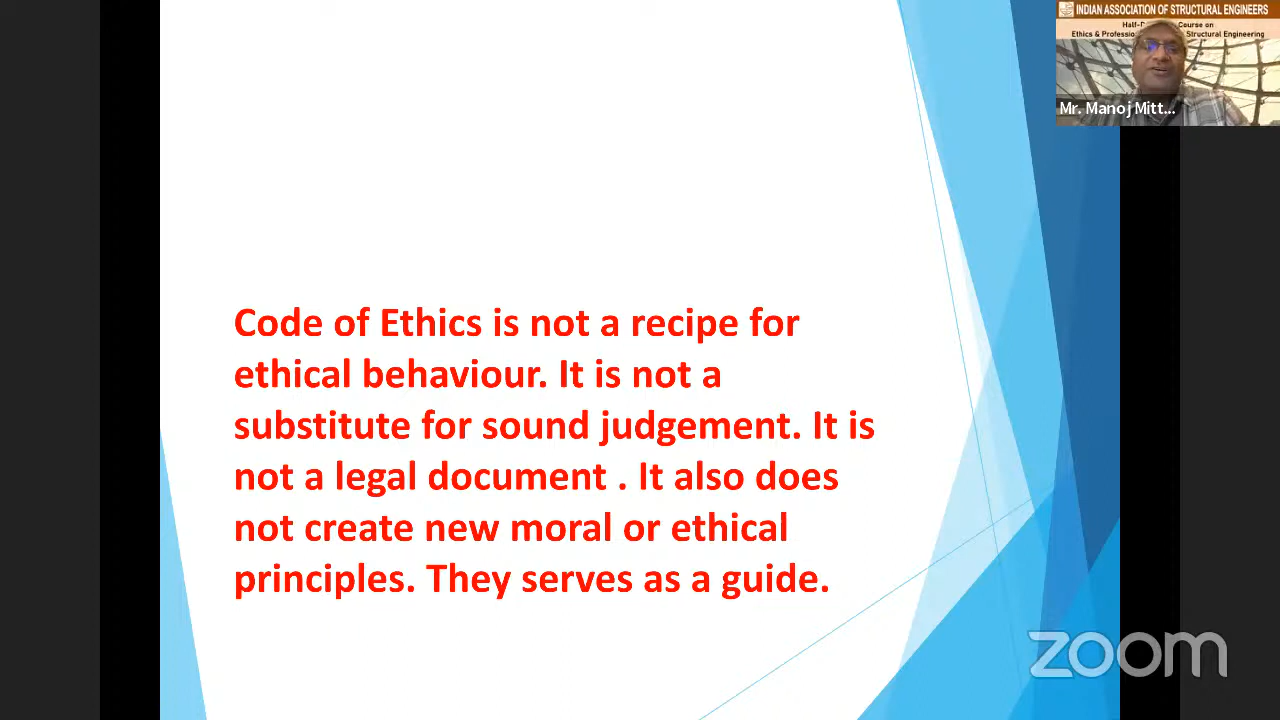 INDIAN ASSOCIATION OF STRUCTURAL ENGINEERS
Half-D Course on
Ethics & Profess Structural Engineering
Mr. Manoj Mitt...
Code of Ethics is not a recipe for
ethical behaviour. It is not a
substitute for sound judgement. It is
not a legal document . It also does
not create new moral or ethical
principles. They serves as a guide.
zoom